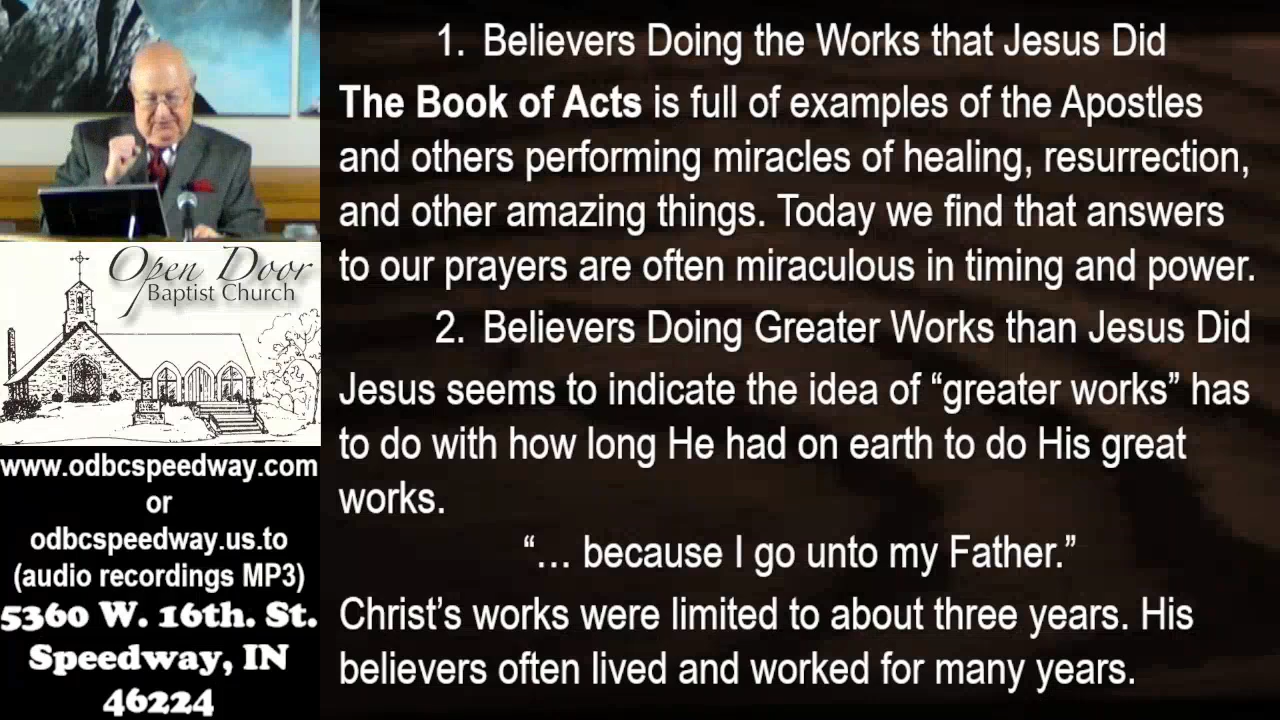 1. Believers Doing the Works that Jesus Did
The Book of Acts is full of examples of the Apostles
and others performing miracles of healing, resurrection,
and other amazing things. Today we find that answers
to our prayers are often miraculous in timing and power.
2. Believers Doing Greater Works than Jesus Did
Jesus seems to indicate the idea of “greater works” has
to do with how long He had on earth to do His great
works.
“… because I go unto my Father.”
Christ’s works were limited to about three years. His
believers often lived and worked for many years.
Open Door
Baptist Church
www.odbcspeedway.com
or
odbcspeedway.us.to
(audio recordings MP3)
5360 W. 16th. St.
Speedway, IN
46224